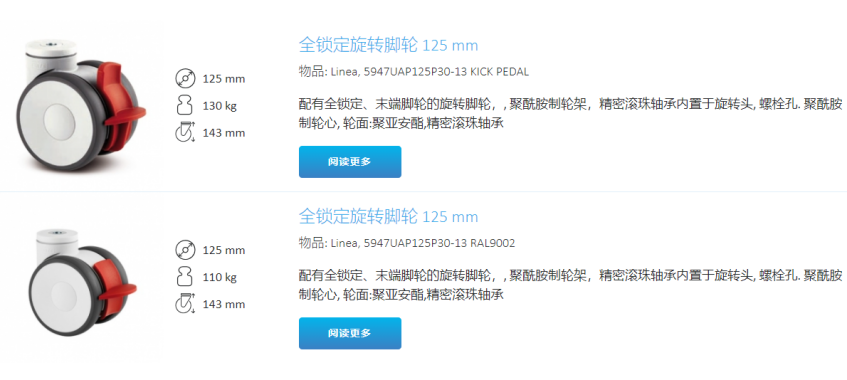 全锁定旋转脚轮 125 mm
物品: Linea, 5947UAP125P30-13 KICK PEDAL
125 mm
130 kg
143 mm
配有全锁定、末端脚轮的旋转脚轮，, 聚酰胺制轮架，精密滚珠轴承内置于旋转头, 螺栓孔. 聚酰胺
制轮心, 轮面:聚亚安酯,精密滚珠轴承
阅读更多
全锁定旋转脚轮 125 mm
物品: Linea, 5947UAP125P30-13 RAL9002
125 mm
110 kg
143 mm
配有全锁定、末端脚轮的旋转脚轮，, 聚酰胺制轮架，精密滚珠轴承内置于旋转头, 螺栓孔. 聚酰胺
制轮心, 轮面:聚亚安酯,精密滚珠轴承
阅读更多